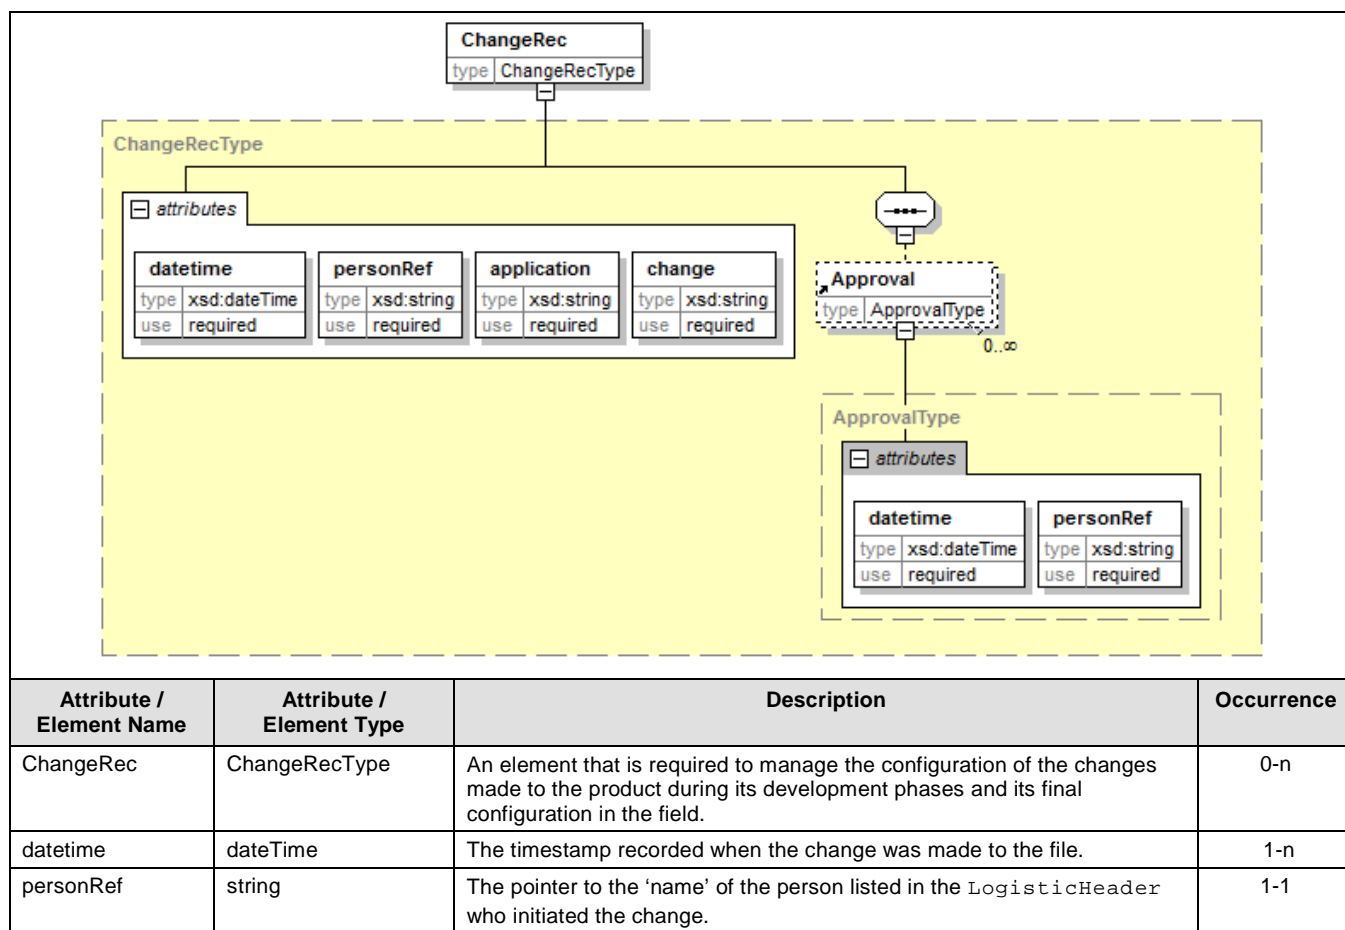 ChangeRec
type ChangeRecType
ChangeRecType
attributes
datetime
type xsd:dateTime
use required
personRef
type xsd:string
use required
application
type xsd:string
use required
change
type xsd:string
use required
Approval
type ApprovalType
0..∞
ApprovalType
attributes
datetime
type xsd:dateTime
use required
personRef
type xsd:string
use required
Attribute / Element Name
Attribute / Element Type
Description
Occurrence
ChangeRec
ChangeRecType
An element that is required to manage the configuration of the changes
made to the product during its development phases and its final
configuration in the field.
0-n
datetime
dateTime
The timestamp recorded when the change was made to the file.
1-n
personRef
string
The pointer to the ‘name’ of the person listed in the LogisticHeader
who initiated the change.
1-1